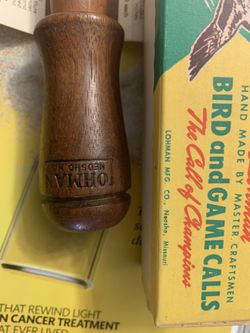 LOHMAN
NEOSHO, M
HAND MADE BY MASTER CRAFTSMEN
BIRD and GAME CALLS
The Call of Champions
LOHMAN MFG. CO., Neosho, Missouri
THAT REWIND LIGHT
N CANCER TREATMENT
AT EVER LIVED